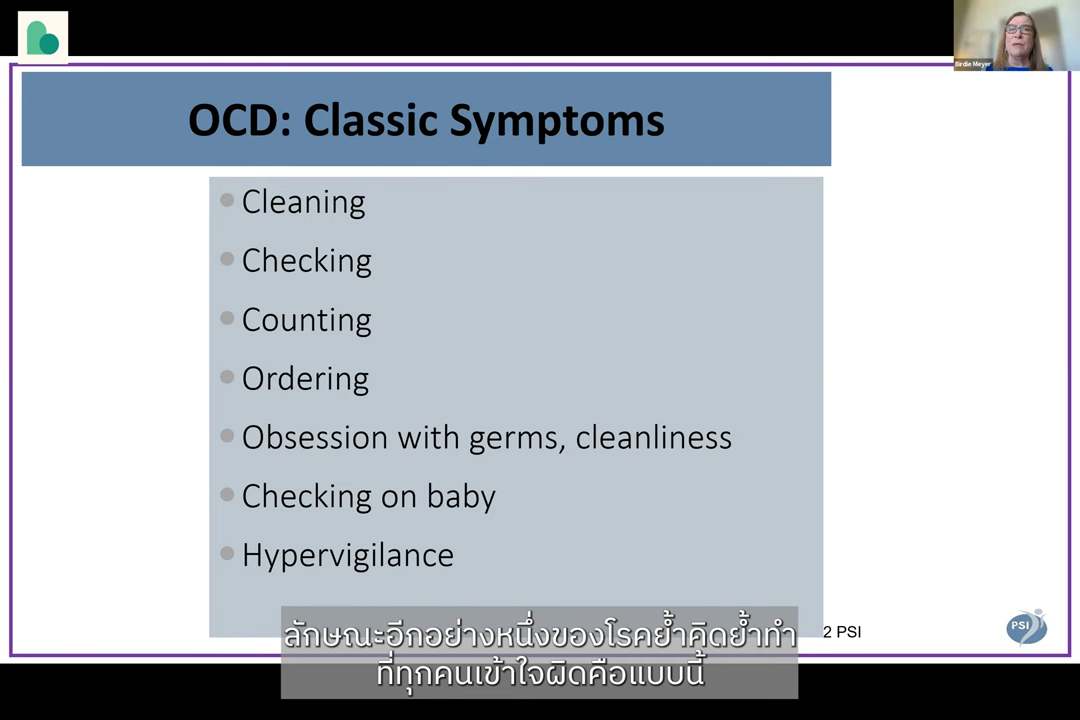 Birdie Meyer
OCD: Classic Symptoms
Cleaning
Checking
Counting
Ordering
Obsession with germs, cleanliness
Checking on baby
Hypervigilance
2 PSI
PSI
ลักษณะอีกอย่างหนึ่งของโรคย้ำคิดย้ำทำ
ที่ทุกคนเข้าใจผิดคือแบบนี้